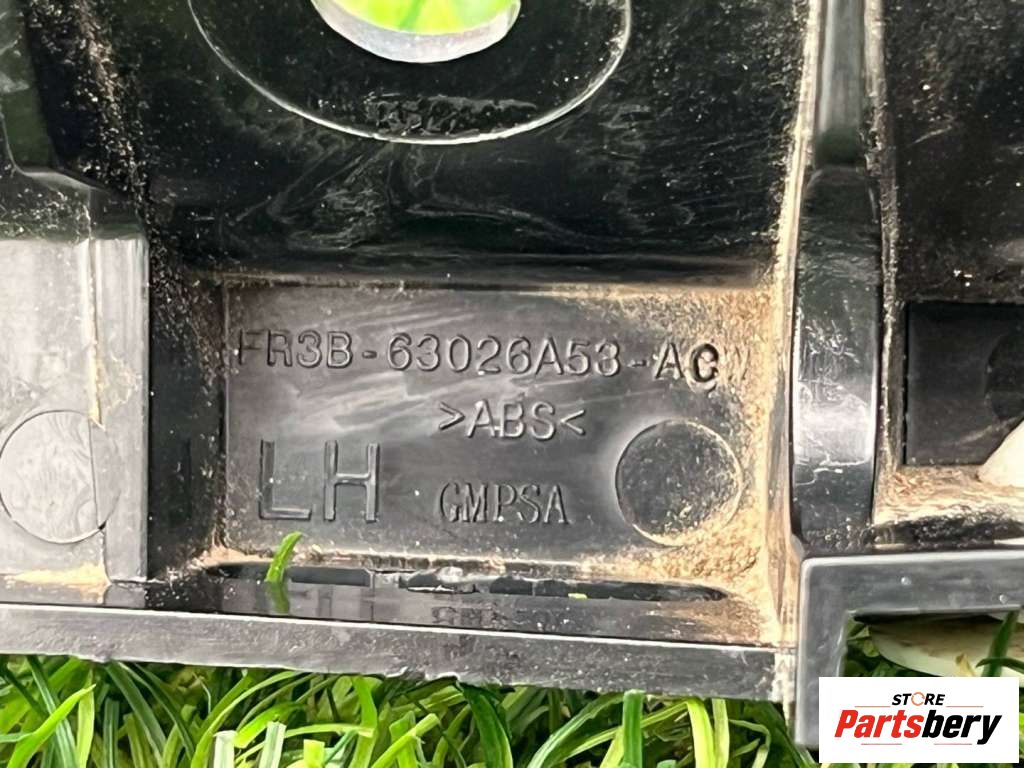 FR3B-63026A53-AC
>ABS<
LH
GMPSA
STORE
Partsbery